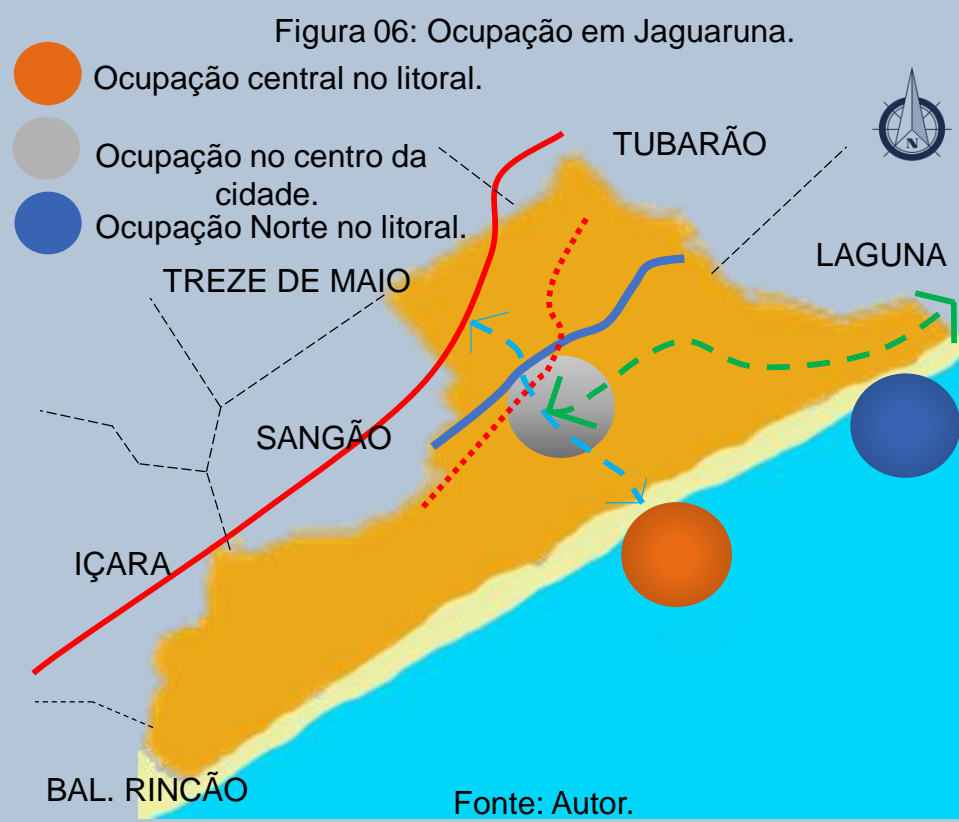 Figura 06: Ocupação em Jaguaruna.
Ocupação central no litoral.
Ocupação no centro da
cidade.
Ocupação Norte no litoral.
TUBARÃO
N
LAGUNA
TREZE DE MAIO
SANGÃO
IÇARA
BAL. RINCÃO
Fonte: Autor.